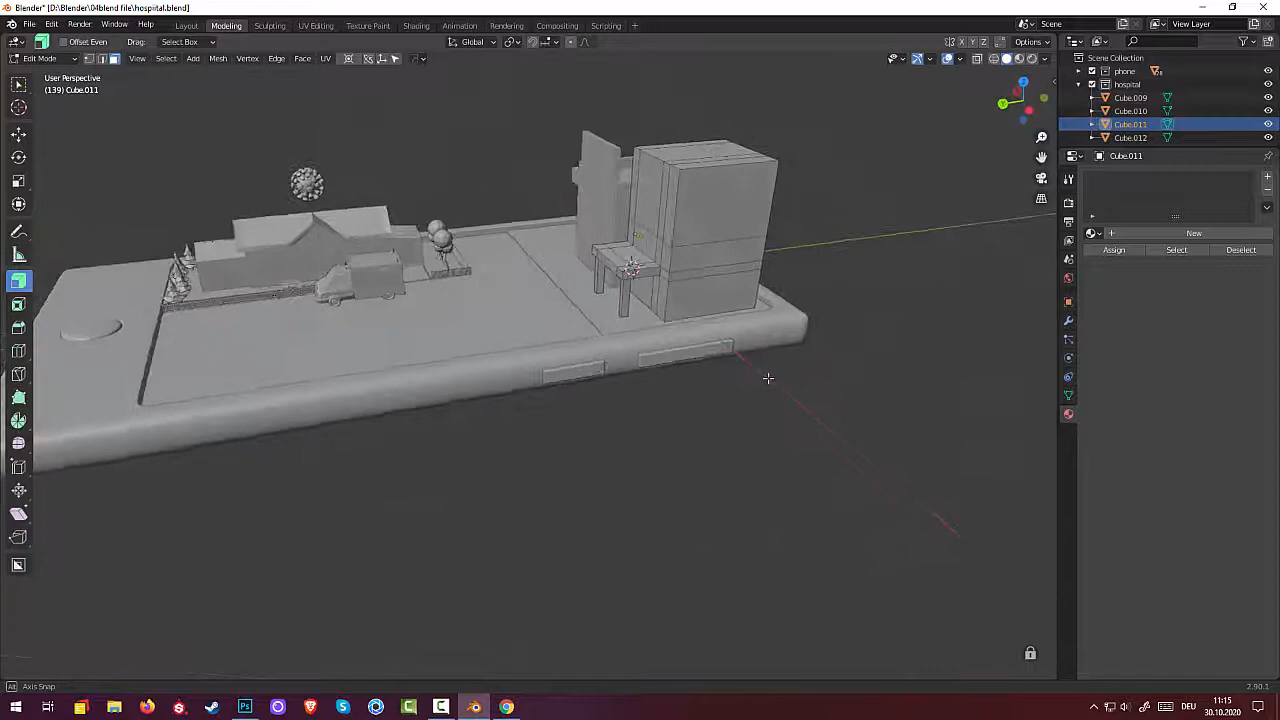 Blender* [D:\Blender\04blend file\hospiital.blend]
File Edit Render Window Help Layout Modeling Sculpting UV Editing Texture Paint Shading Animation Rendering Compositing Scripting + Scene View Layer
Offset Even Drag: Select Box Global X Y Z Options
Edit Mode View Select Add Mesh Vertex Edge Face UV
User Perspective
(139) Cube.011
Scene Collection
phone
hospital
Cube.009
Cube.010
Cube.011
Cube.012
Cube.011
New
Assign Select Deselect
Alt Axis Snap 2.90.1
DEU
11:15
30.10.2020